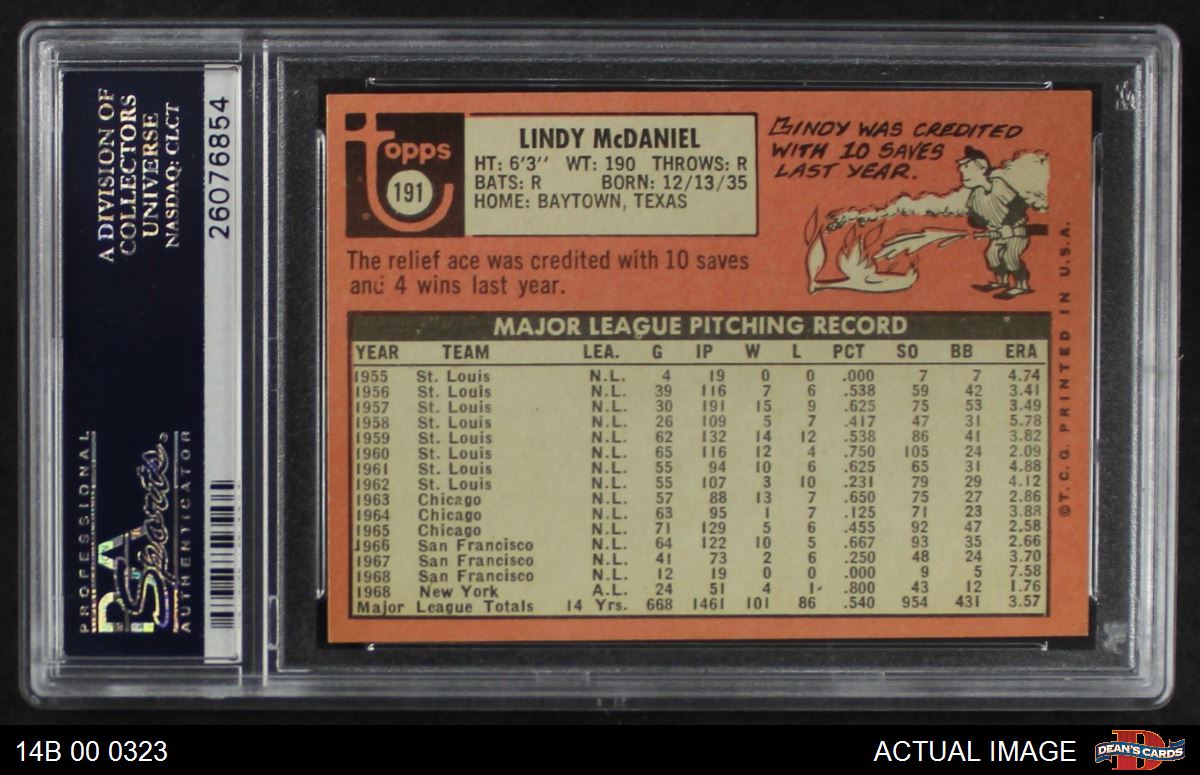 A DIVISION OF
COLLECTORS
UNIVERSE
NASDAQ: CLCT
26076854
PROFESSIONAL
PSA
Sports
AUTHENTICATOR
topps
191
LINDY McDANIEL
HT: 6'3" WT: 190 THROWS: R
BATS: R BORN: 12/13/35
HOME: BAYTOWN, TEXAS
LINDY WAS CREDITED
WITH 10 SAVES
LAST YEAR.
The relief ace was credited with 10 saves
and 4 wins last year.
MAJOR LEAGUE PITCHING RECORD
YEAR TEAM LEA. G IP W L PCT SO BB ERA
1955 St. Louis N.L. 4 19 0 0 .000 7 7 4.74
1956 St. Louis N.L. 39 116 7 6 .538 59 42 3.41
1957 St. Louis N.L. 30 191 15 9 .625 75 53 3.49
1958 St. Louis N.L. 26 109 5 7 .417 47 31 5.78
1959 St. Louis N.L. 62 132 14 12 .538 86 41 3.82
1960 St. Louis N.L. 65 116 12 4 .750 105 24 2.09
1961 St. Louis N.L. 55 94 10 6 .625 65 31 4.88
1962 St. Louis N.L. 55 107 3 10 .231 79 29 4.12
1963 Chicago N.L. 57 88 13 7 .650 75 27 2.86
1964 Chicago N.L. 63 95 1 7 .125 71 23 3.88
1965 Chicago N.L. 71 129 5 6 .455 92 47 2.58
1966 San Francisco N.L. 64 122 10 5 .667 93 35 2.66
1967 San Francisco N.L. 41 73 2 6 .250 48 24 3.70
1968 San Francisco N.L. 12 19 0 0 .000 9 5 7.58
1968 New York A.L. 24 51 4 1 .800 43 12 1.76
Major League Totals 14 Yrs. 668 1461 101 86 .540 954 431 3.57
©T.C.G. PRINTED IN U.S.A.
14B 00 0323
ACTUAL IMAGE
DEAN'S CARDS